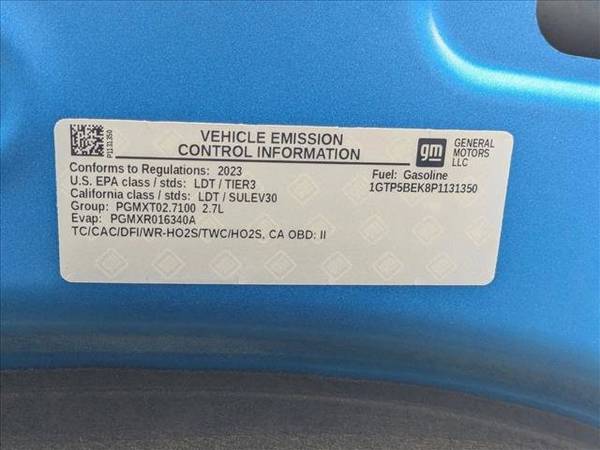 P1131350
VEHICLE EMISSION
CONTROL INFORMATION
gm
GENERAL
MOTORS
LLC
Conforms to Regulations: 2023
U.S. EPA class / stds: LDT / TIER3
California class / stds: LDT / SULEV30
Group: PGMXT02.7100 2.7L
Evap: PGMXR016340A
TC/CAC/DFI/WR-HO2S/TWC/HO2S, CA OBD: II
Fuel: Gasoline
1GTP5BEK8P1131350